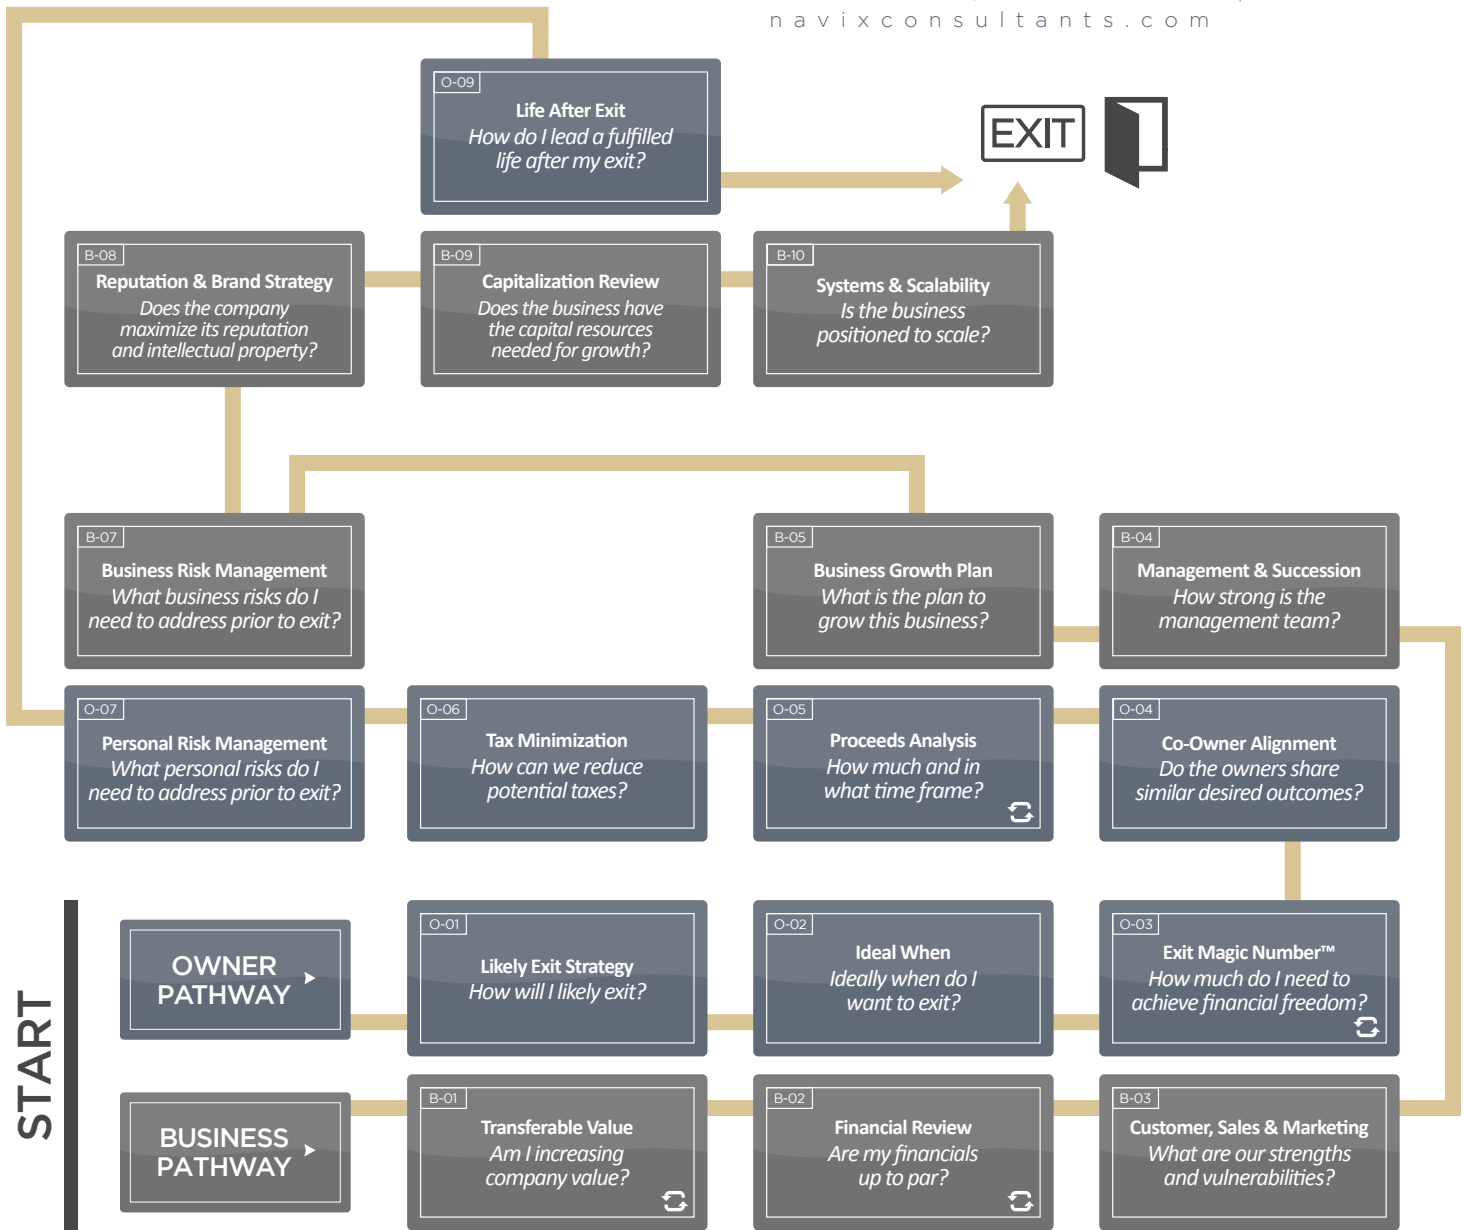 navixconsultants.com
O-09
Life After Exit
How do I lead a fulfilled
life after my exit?
EXIT
B-08
Reputation & Brand Strategy
Does the company
maximize its reputation
and intellectual property?
B-09
Capitalization Review
Does the business have
the capital resources
needed for growth?
B-10
Systems & Scalability
Is the business
positioned to scale?
B-07
Business Risk Management
What business risks do I
need to address prior to exit?
B-05
Business Growth Plan
What is the plan to
grow this business?
B-04
Management & Succession
How strong is the
management team?
O-07
Personal Risk Management
What personal risks do I
need to address prior to exit?
O-06
Tax Minimization
How can we reduce
potential taxes?
O-05
Proceeds Analysis
How much and in
what time frame?
O-04
Co-Owner Alignment
Do the owners share
similar desired outcomes?
START
OWNER
PATHWAY
O-01
Likely Exit Strategy
How will I likely exit?
O-02
Ideal When
Ideally when do I
want to exit?
O-03
Exit Magic Number™
How much do I need to
achieve financial freedom?
BUSINESS
PATHWAY
B-01
Transferable Value
Am I increasing
company value?
B-02
Financial Review
Are my financials
up to par?
B-03
Customer, Sales & Marketing
What are our strengths
and vulnerabilities?